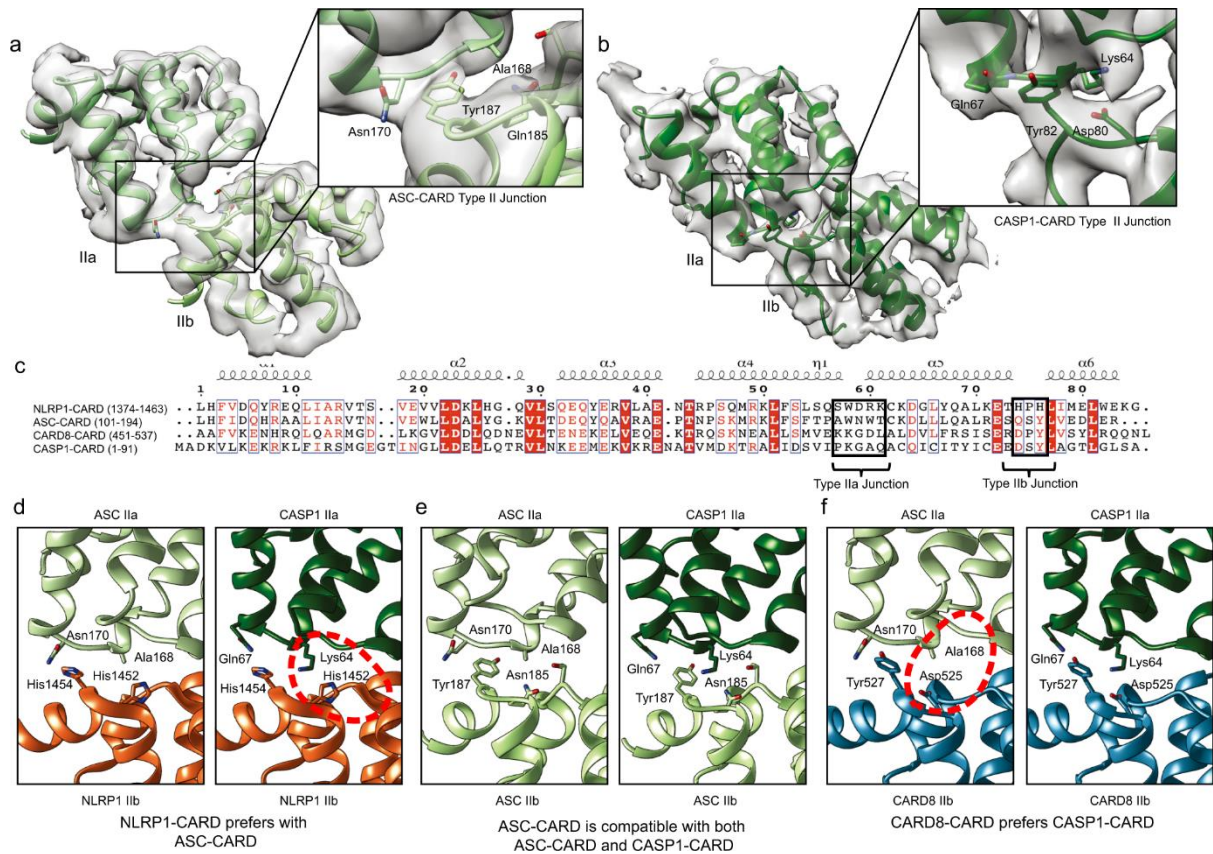 a
b
Ala168
Tyr187
Asn170
Gln185
ASC-CARD Type II Junction
IIa
IIb
Lys64
Gln67
Tyr82
Asp80
CASP1-CARD Type II Junction
IIa
IIb
c
α1 α2 α3 α4 η1 α5 α6
1 10 20 30 40 50 60 70 80
NLRP1-CARD (1374-1463) ..LHFVDQYREQLIARVTS..VEVVLDKLHG.QVLSQEQYERVLAE.NTRPSQMRKLFSLSQSWDRKCKDGLYQALKETHPHLIMELWEKG.
ASC-CARD (101-194)
CARD8-CARD (451-537)
CASP1-CARD (1-91)
Type IIa Junction
Type IIb Junction
d
ASC IIa
CASP1 IIa
Asn170
Ala168
His1454
His1452
Gln67
Lys64
His1454
His1452
NLRP1 IIb
NLRP1 IIb
NLRP1-CARD prefers with
ASC-CARD
e
ASC IIa
CASP1 IIa
Asn170
Ala168
Tyr187
Asn185
Gln67
Lys64
Tyr187
Asn185
ASC IIb
ASC IIb
ASC-CARD is compatible with both
ASC-CARD and CASP1-CARD
f
ASC IIa
CASP1 IIa
Asn170
Ala168
Tyr527
Asp525
Gln67
Lys64
Tyr527
Asp525
CARD8 IIb
CARD8 IIb
CARD8-CARD prefers CASP1-CARD